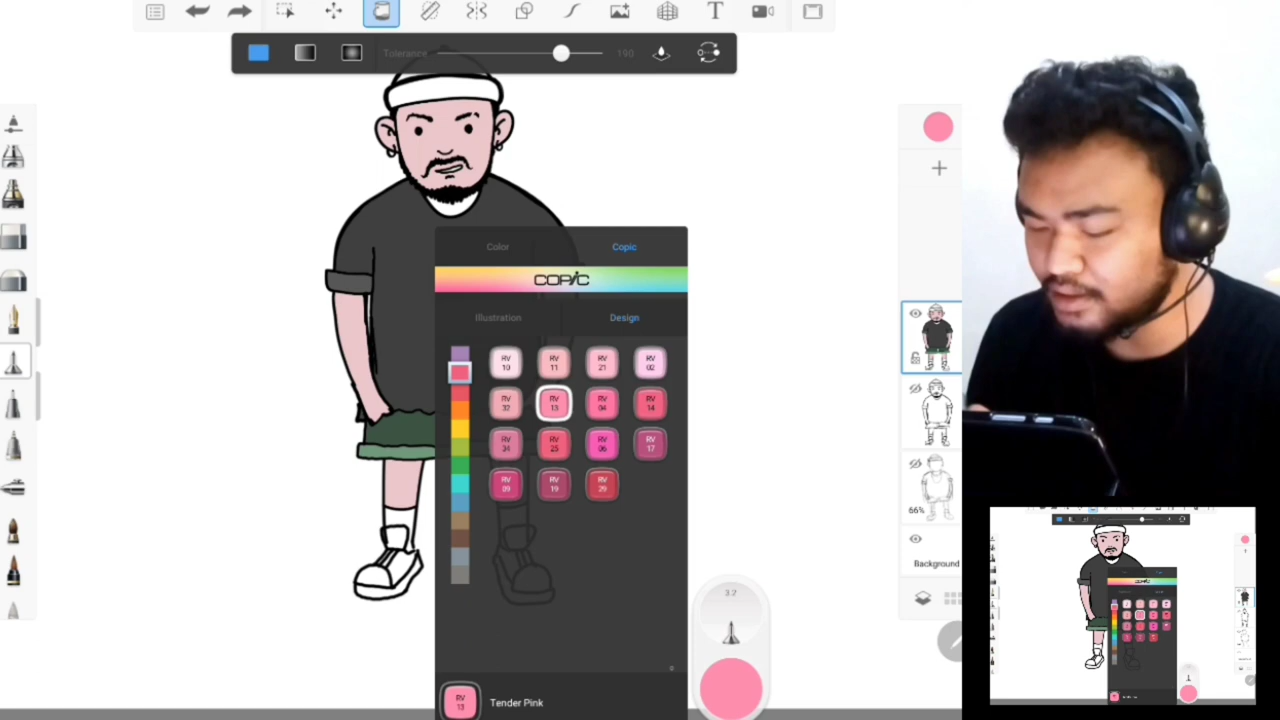 T
Tolerance 190
Color Copic
COPIC
Illustration Design
RV 10 RV 11 RV 21 RV 02
RV 32 RV 13 RV 04 RV 14
RV 34 RV 25 RV 06 RV 17
RV 09 RV 19 RV 29
RV 13 Tender Pink
0
3.2
66%
Background